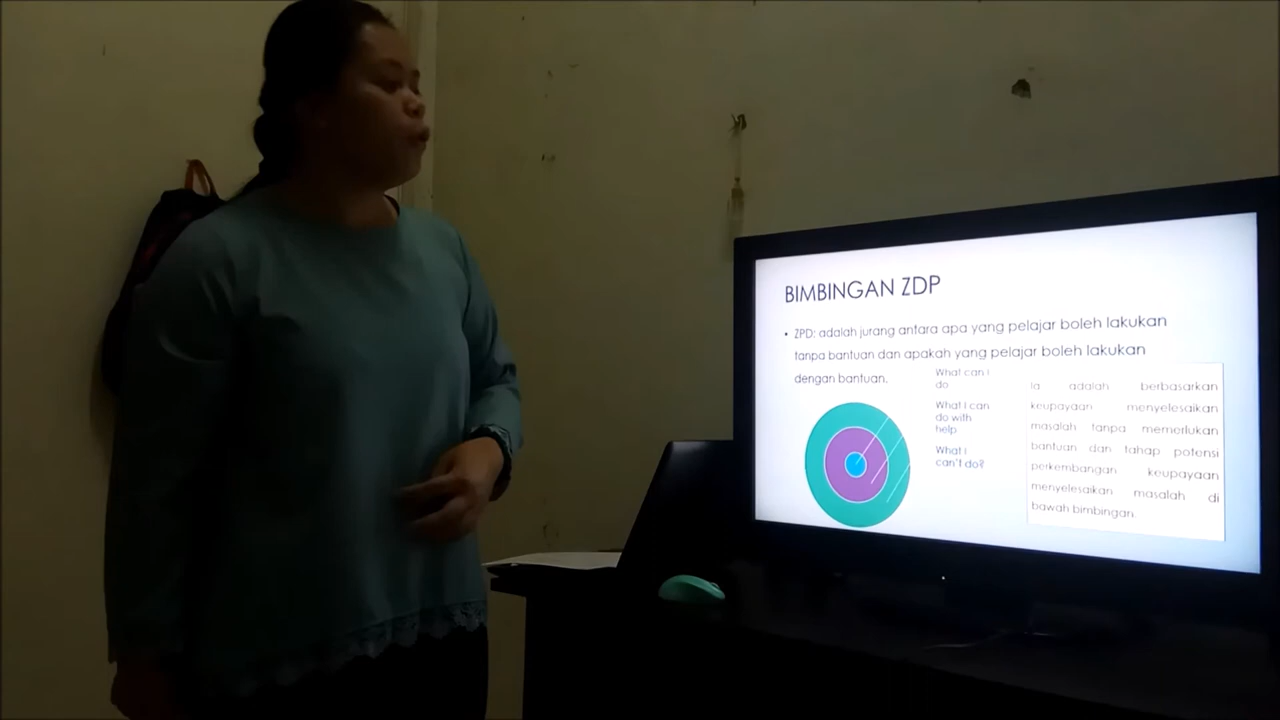 BIMBINGAN ZDP
• ZPD: adalah jurang antara apa yang pelajar boleh lakukan
tanpa bantuan dan apakah yang pelajar boleh lakukan
dengan bantuan.
What can I
do
What I can
do with
help
What I
can't do?
Ia adalah berbasarkan
keupayaan menyelesaikan
masalah tanpa memerlukan
bantuan dan tahap potensi
perkembangan keupayaan
menyelesaikan masalah di
bawah bimbingan.